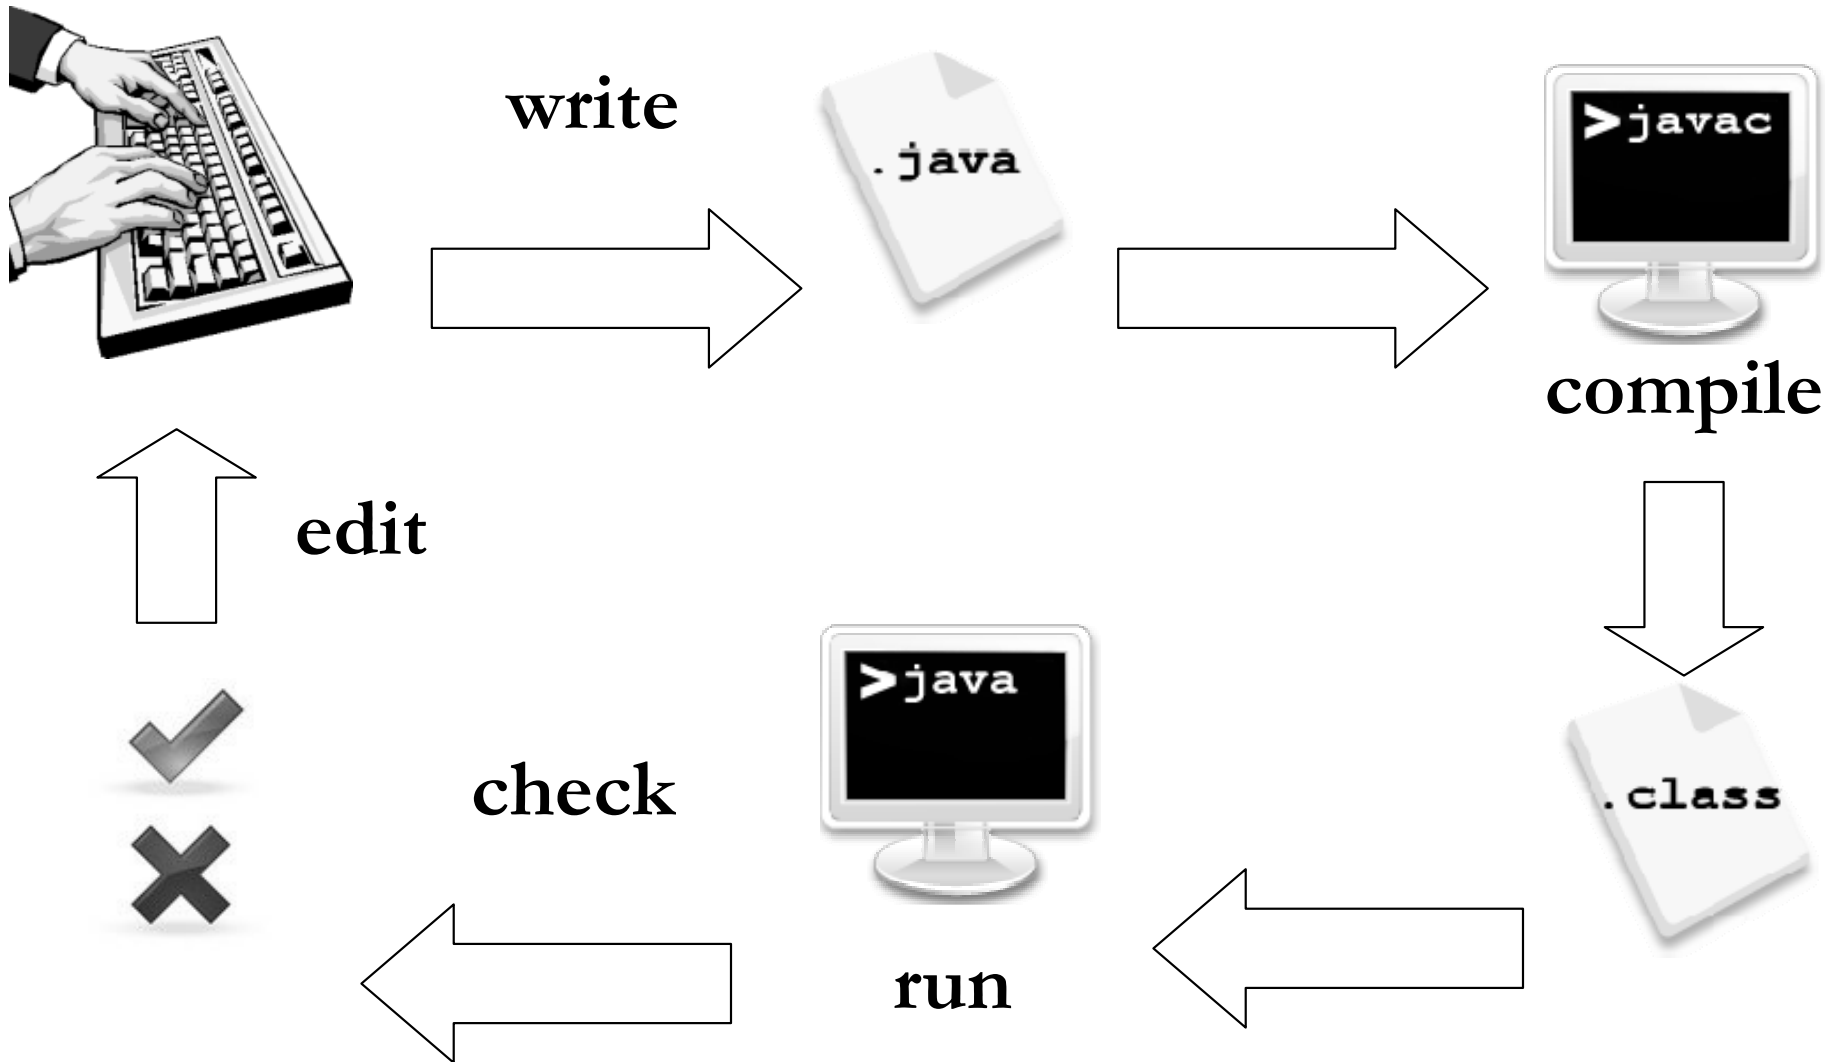 write
.java
>javac
compile
edit
>java
check
.class
run